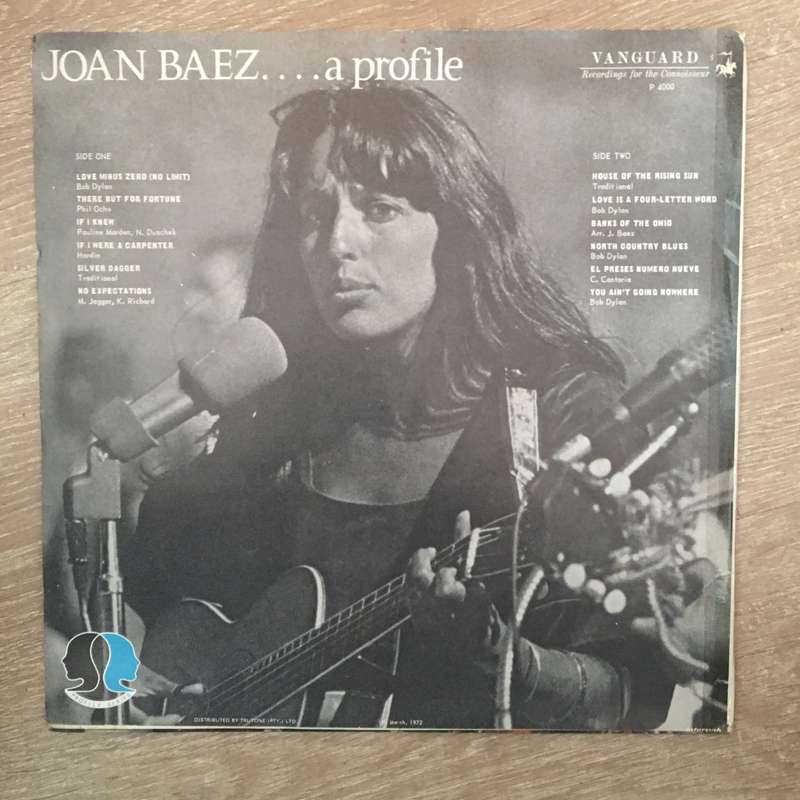 JOAN BAEZ....a profile
VANGUARD
Recordings for the Connoisseur
P 4000
SIDE ONE
LOVE MINUS ZERO (NO LIMIT)
Bob Dylan
THERE BUT FOR FORTUNE
Phil Ochs
IF I KNEW
Pauline Marden, N. Duschek
IF I WERE A CARPENTER
Hardin
SILVER DAGGER
Traditional
NO EXPECTATIONS
M. Jagger, K. Richard
SIDE TWO
HOUSE OF THE RISING SUN
Traditional
LOVE IS A FOUR-LETTER WORD
Bob Dylan
BANKS OF THE OHIO
Arr. J. Baez
NORTH COUNTRY BLUES
Bob Dylan
EL PRESES NUMERO NUEVE
C. Cantoria
YOU AIN'T GOING NOWHERE
Bob Dylan
DISTRIBUTED BY TRUTONE (PTY.) LTD.
March, 1972